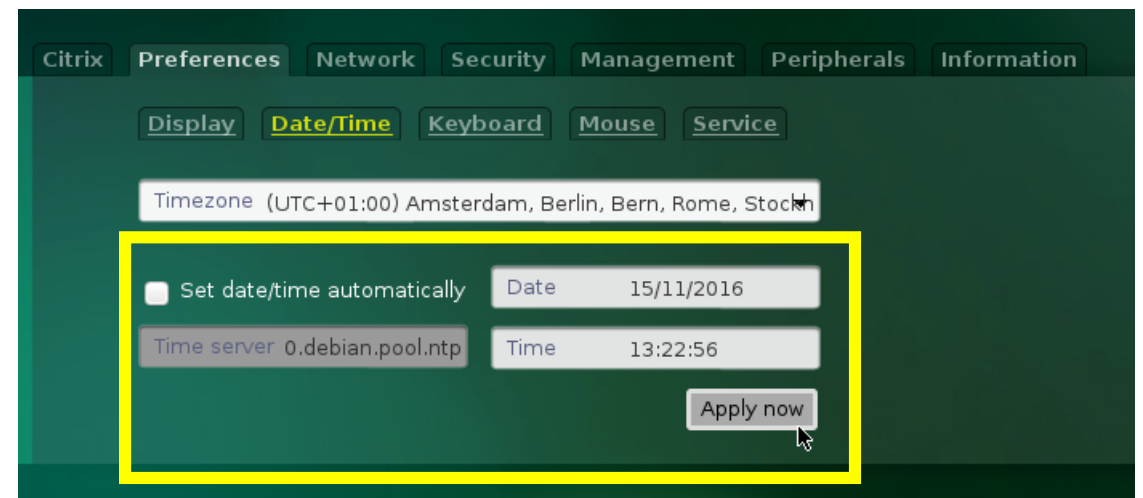 Citrix Preferences Network Security Management Peripherals Information
Display Date/Time Keyboard Mouse Service
Timezone (UTC+01:00) Amsterdam, Berlin, Bern, Rome, Stockh
Set date/time automatically Date 15/11/2016
Time server 0.debian.pool.ntp Time 13:22:56
Apply now